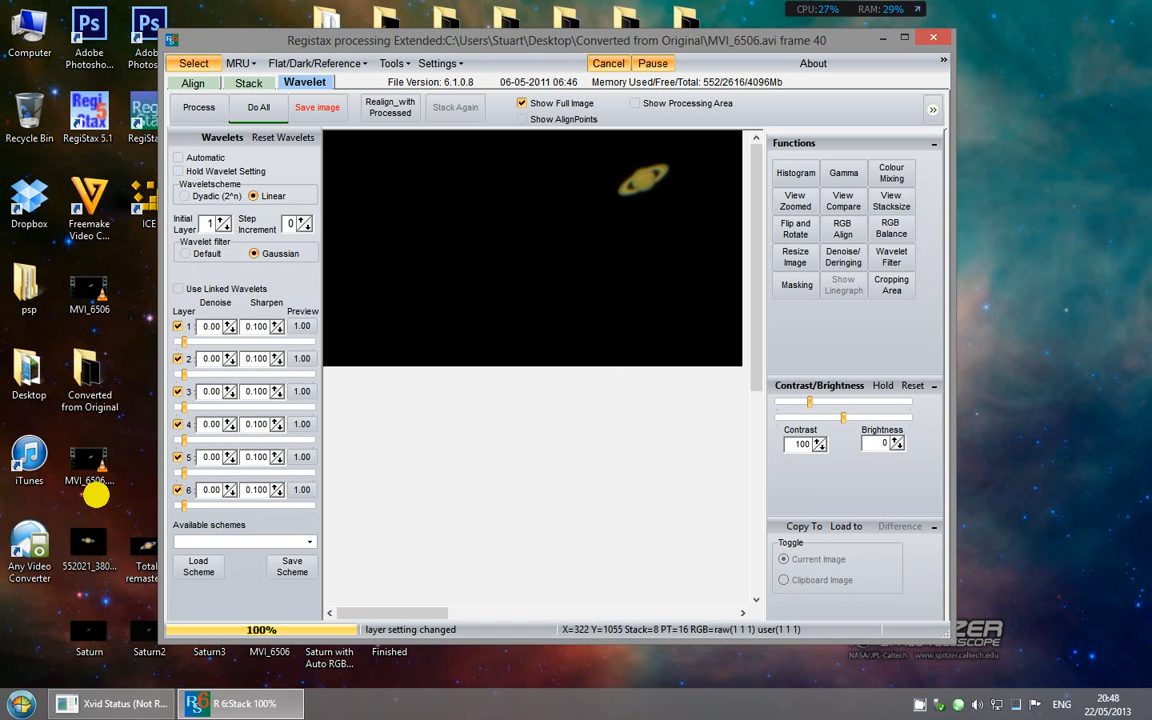 CPU:27% RAM: 29%
Registax processing Extended:C:\Users\Stuart\Desktop\Converted from Original\MVI_6506.avi frame 40
Select MRU Flat/Dark/Reference Tools Settings Cancel Pause About
Align Stack Wavelet File Version: 6.1.0.8 06-05-2011 06:46 Memory Used/Free/Total: 552/2616/4096Mb
Process Do All Save image Realign_with Processed Stack Again Show Full Image Show Processing Area
Show AlignPoints
Wavelets Reset Wavelets
Automatic
Hold Wavelet Setting
Waveletscheme
Dyadic (2^n) Linear
Initial Layer 1 Step Increment 0
Wavelet filter
Default Gaussian
Use Linked Wavelets
Denoise Sharpen
Layer Preview
1 : 0.00 0.100 1.00
2 : 0.00 0.100 1.00
3 : 0.00 0.100 1.00
4 : 0.00 0.100 1.00
5 : 0.00 0.100 1.00
6 : 0.00 0.100 1.00
Available schemes
Load Scheme Save Scheme
100% layer setting changed X=322 Y=1055 Stack=8 PT=16 RGB=raw(1 1 1) user(1 1 1)
Functions
Histogram Gamma Colour Mixing
View Zoomed View Compare View Stacksize
Flip and Rotate RGB Align RGB Balance
Resize Image Denoise/ Deringing Wavelet Filter
Masking Show Linegraph Cropping Area
Contrast/Brightness Hold Reset
Contrast Brightness
100 0
Copy To Load to Difference
Toggle
Current Image
Clipboard Image
Computer
Adobe Photosho...
Recycle Bin
RegiStax 5.1
Dropbox
Freemake Video C...
ICE
psp
MVI_6506
Desktop
Converted from Original
iTunes
MVI_6506....
Any Video Converter
552021_380...
Saturn
Saturn2
Saturn3
MVI_6506
Saturn with Auto RGB...
Finished
NASA/JPL-Caltech www.spitzer.caltech.edu
Xvid Status (Not R... R 6:Stack 100%
ENG
20:48
22/05/2013